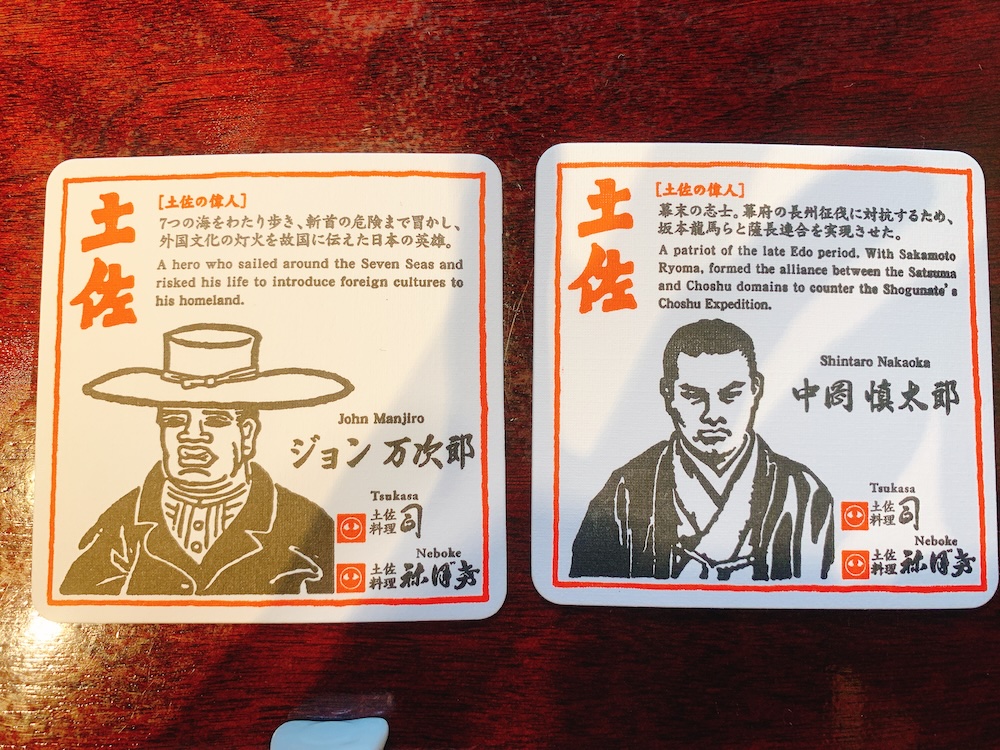 土佐
[土佐の偉人]
7つの海をわたり歩き、斬首の危険まで冒かし、
外国文化の灯火を故国に伝えた日本の英雄。
A hero who sailed around the Seven Seas and
risked his life to introduce foreign cultures to
his homeland.
John Manjiro
ジョン 万次郎
Tsukasa
土佐
料理
司
Neboke
土佐
料理
祢ぼけ
土佐
[土佐の偉人]
幕末の志士。幕府の長州征伐に対抗するため、
坂本龍馬らと薩長連合を実現させた。
A patriot of the late Edo period. With Sakamoto
Ryoma, formed the alliance between the Satsuma
and Choshu domains to counter the Shogunate's
Choshu Expedition.
Shintaro Nakaoka
中岡 慎太郎
Tsukasa
土佐
料理
司
Neboke
土佐
料理
祢ぼけ